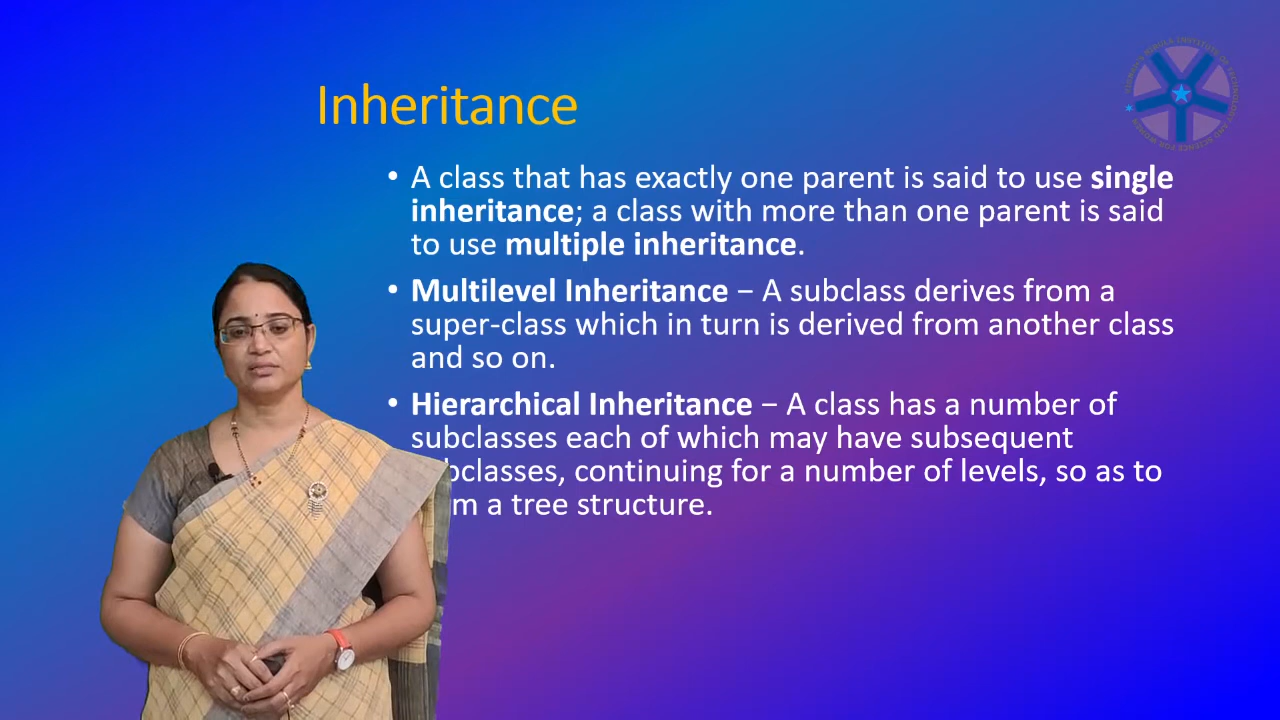 Inheritance
• A class that has exactly one parent is said to use single
inheritance; a class with more than one parent is said
to use multiple inheritance.
• Multilevel Inheritance − A subclass derives from a
super-class which in turn is derived from another class
and so on.
• Hierarchical Inheritance − A class has a number of
subclasses each of which may have subsequent
bclasses, continuing for a number of levels, so as to
m a tree structure.